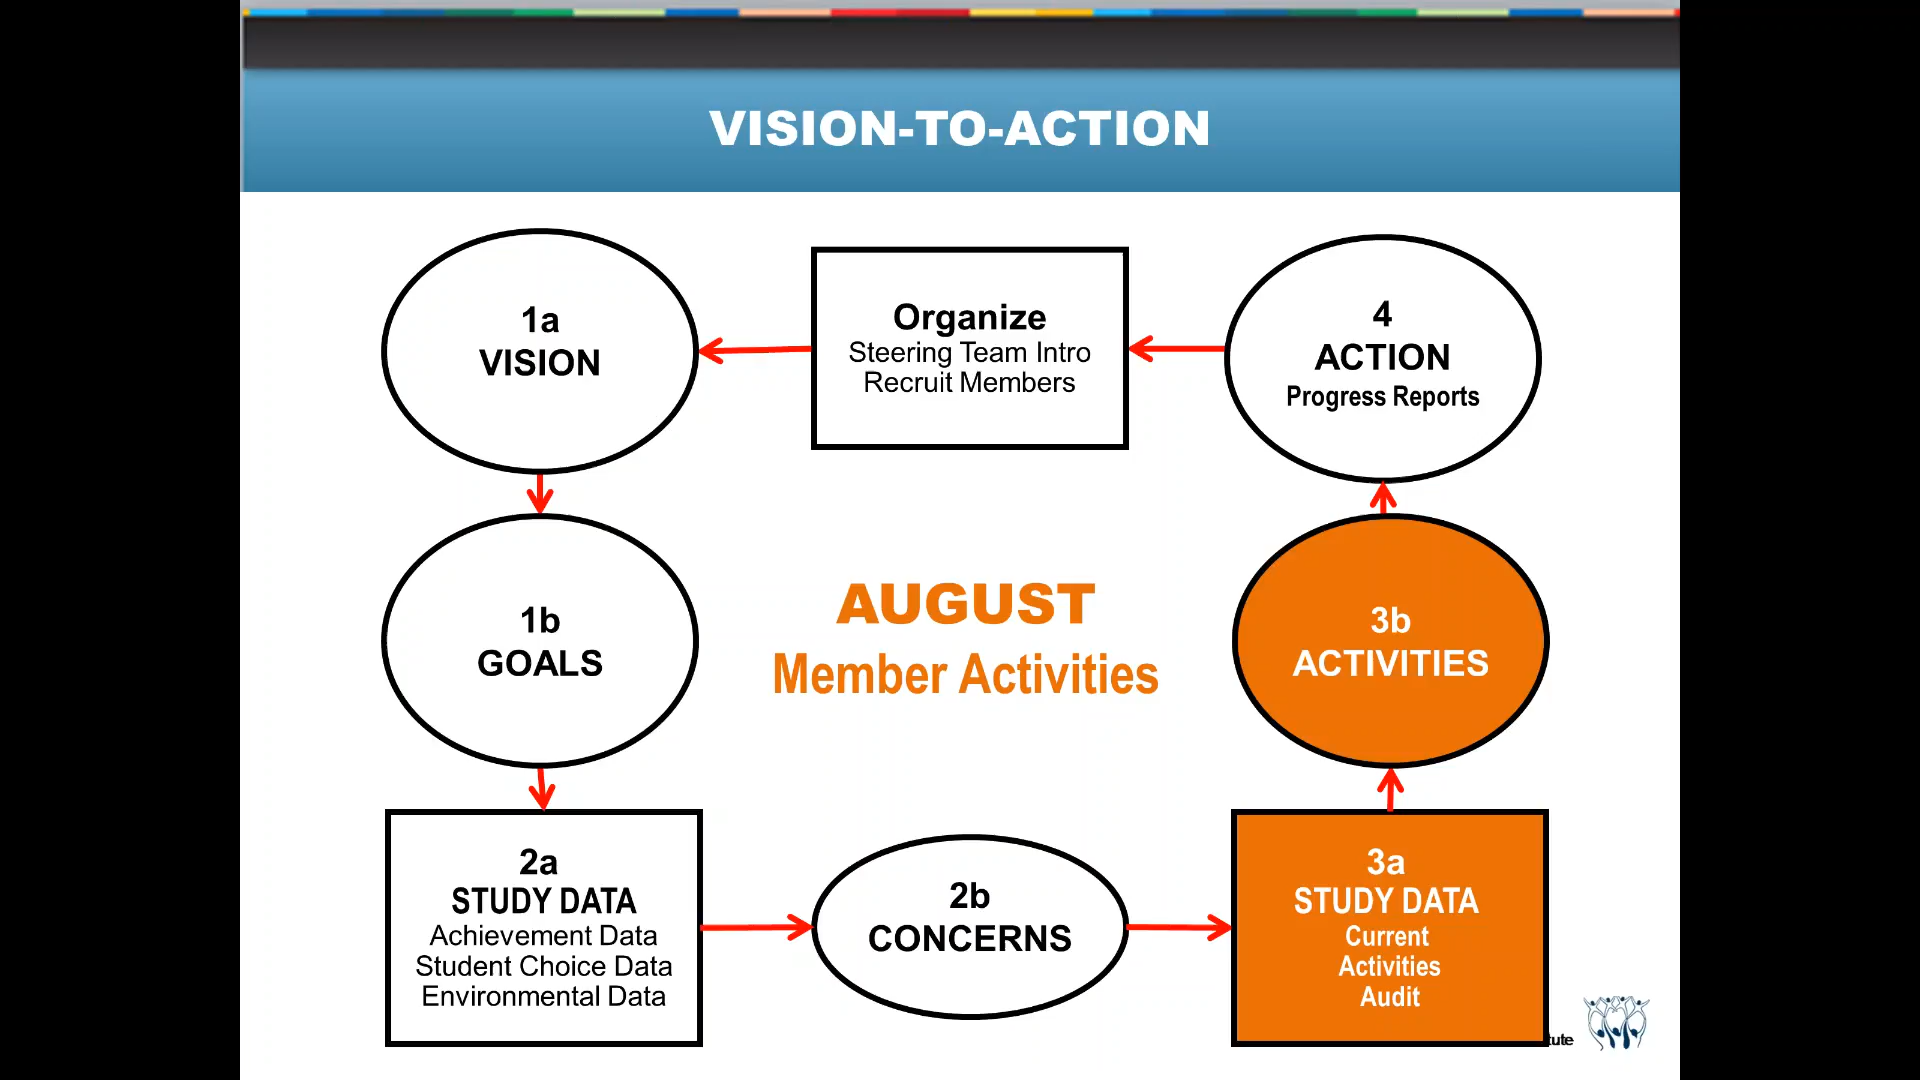 VISION-TO-ACTION
1a
VISION
Organize
Steering Team Intro
Recruit Members
4
ACTION
Progress Reports
1b
GOALS
AUGUST
Member Activities
3b
ACTIVITIES
2a
STUDY DATA
Achievement Data
Student Choice Data
Environmental Data
2b
CONCERNS
3a
STUDY DATA
Current
Activities
Audit
tute